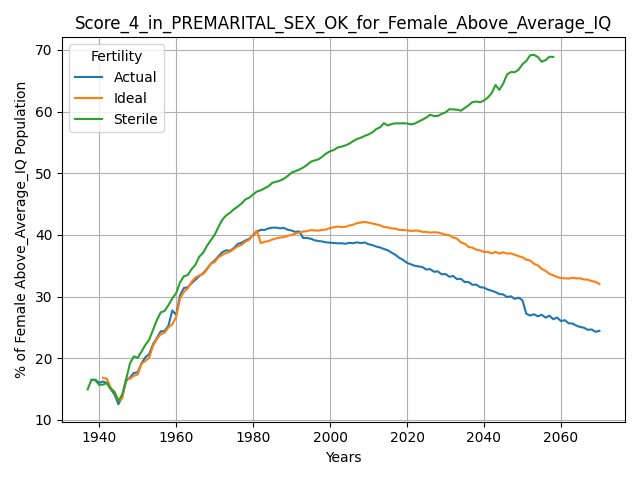 Score_4_in_PREMARITAL_SEX_OK_for_Female_Above_Average_IQ
% of Female Above_Average_IQ Population
70
60
50
40
30
20
10
Fertility
Actual
Ideal
Sterile
1940 1960 1980 2000 2020 2040 2060
Years